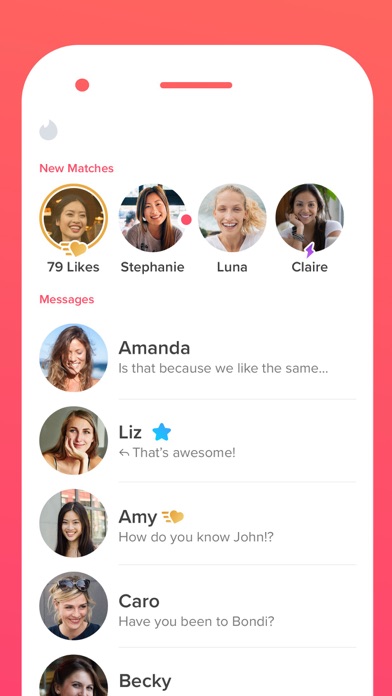 New Matches
79 Likes
Stephanie
Luna
Claire
Messages
Amanda
Is that because we like the same...
Liz
That's awesome!
Amy
How do you know John!?
Caro
Have you been to Bondi?
Becky